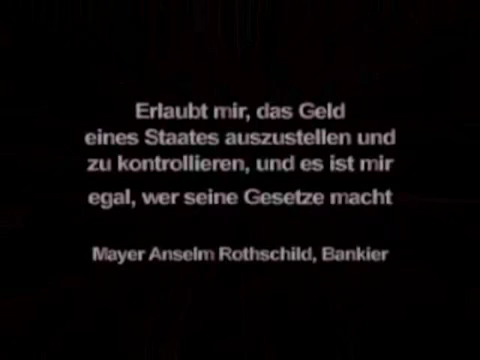 Erlaubt mir, das Geld
eines Staates auszustellen und
zu kontrollieren, und es ist mir
egal, wer seine Gesetze macht
Mayer Anselm Rothschild, Bankier